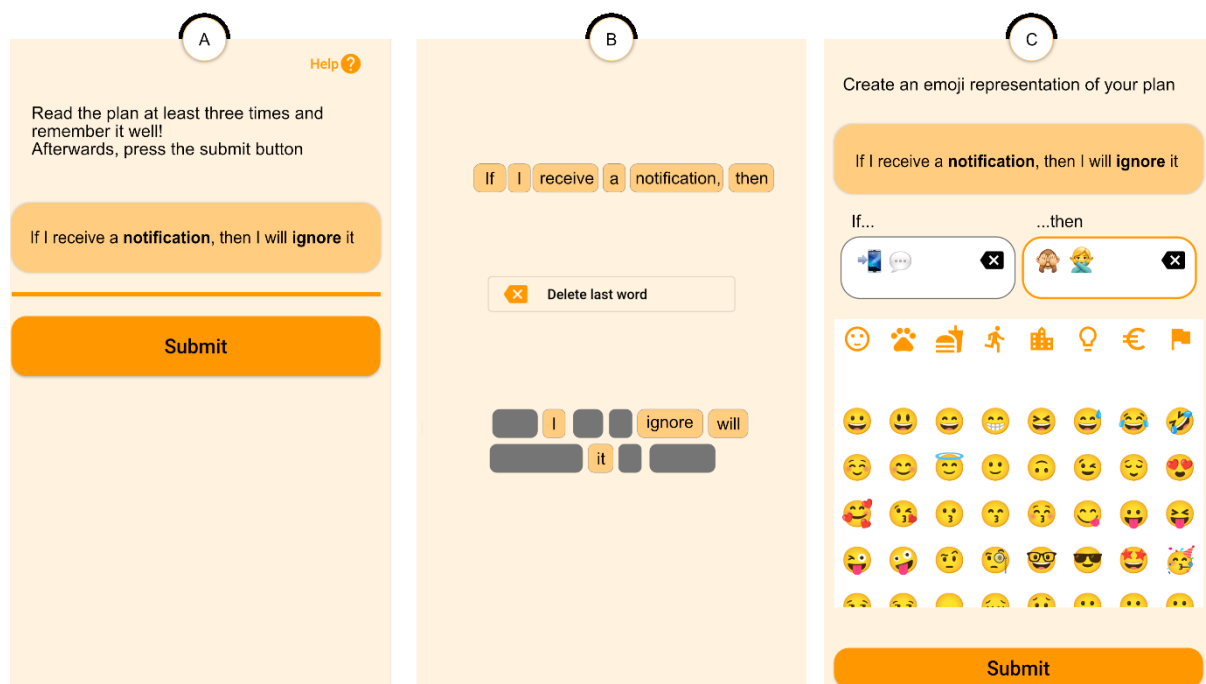 A
Help ?
Read the plan at least three times and
remember it well!
Afterwards, press the submit button
If I receive a notification, then I will ignore it
Submit
B
If I receive a notification, then
Delete last word
I ignore will
it
C
Create an emoji representation of your plan
If I receive a notification, then I will ignore it
If... ...then
Submit